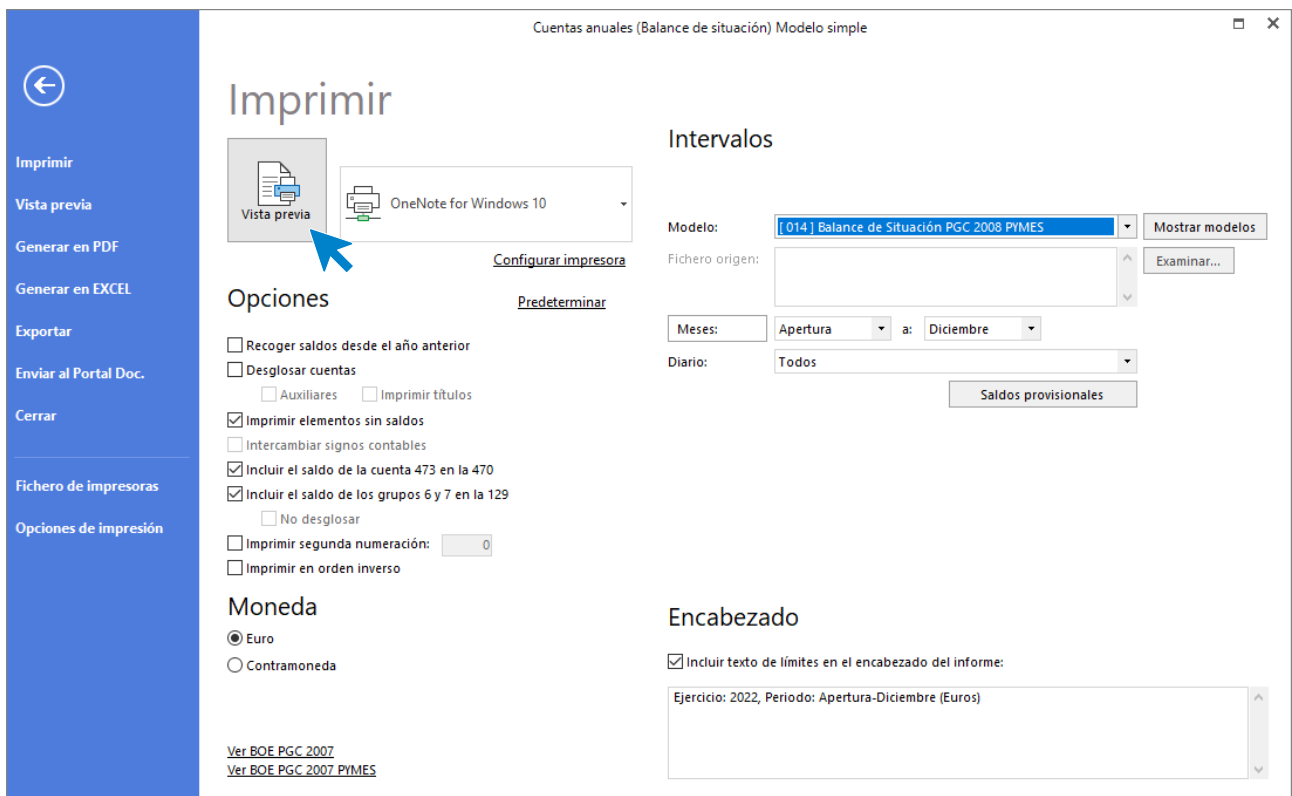 Cuentas anuales (Balance de situación) Modelo simple
Imprimir
Vista previa
Generar en PDF
Generar en EXCEL
Exportar
Enviar al Portal Doc.
Cerrar
Fichero de impresoras
Opciones de impresión
Imprimir
Vista previa
OneNote for Windows 10
Configurar impresora
Opciones
Predeterminar
Recoger saldos desde el año anterior
Desglosar cuentas
Auxiliares Imprimir títulos
Imprimir elementos sin saldos
Intercambiar signos contables
Incluir el saldo de la cuenta 473 en la 470
Incluir el saldo de los grupos 6 y 7 en la 129
No desglosar
Imprimir segunda numeración: 0
Imprimir en orden inverso
Moneda
Euro
Contramoneda
Ver BOE PGC 2007
Ver BOE PGC 2007 PYMES
Intervalos
Modelo: [ 014 ] Balance de Situación PGC 2008 PYMES Mostrar modelos
Fichero origen: Examinar...
Meses: Apertura a: Diciembre
Diario: Todos
Saldos provisionales
Encabezado
Incluir texto de límites en el encabezado del informe:
Ejercicio: 2022, Periodo: Apertura-Diciembre (Euros)